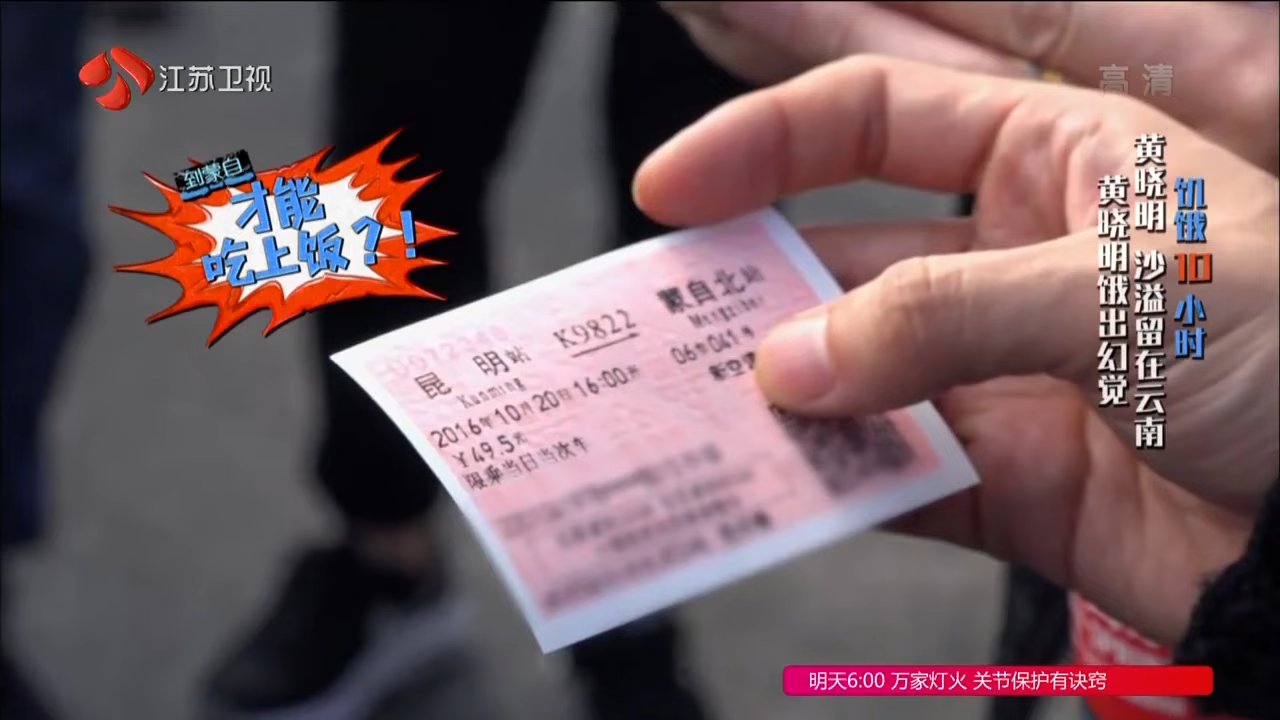 江苏卫视
高清
到蒙自
才能
吃上饭?!
饥饿10小时
黄晓明 沙溢留在云南
黄晓明饿出幻觉
昆明站 K9822 蒙自北站
Kunming Mengzibei
2016年10月20日16:00开 06车041号
￥49.5元 新空
限乘当日当次车
明天6:00 万家灯火 关节保护有诀窍